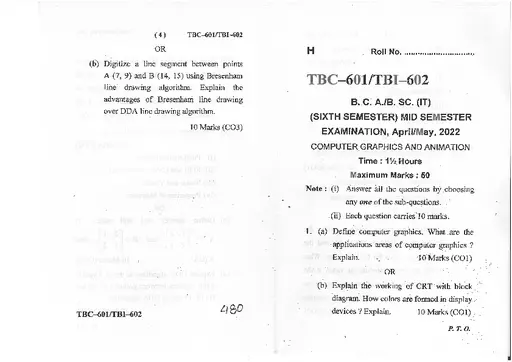 ( 4 ) TBC–601/TBI–602
OR
(b) Digitize a line segment between points
A (7, 9) and B (14, 15) using Bresenham
line drawing algorithm. Explain the
advantages of Bresenham line drawing
over DDA line drawing algorithm.
10 Marks (CO3)
TBC–601/TBI–602
480
H Roll No. ..............................
TBC–601/TBI–602
B. C. A./B. SC. (IT)
(SIXTH SEMESTER) MID SEMESTER
EXAMINATION, April/May, 2022
COMPUTER GRAPHICS AND ANIMATION
Time : 1½ Hours
Maximum Marks : 50
Note : (i) Answer all the questions by choosing
any one of the sub-questions.
(ii) Each question carries 10 marks.
1. (a) Define computer graphics. What are the
applications areas of computer graphics ?
Explain. 10 Marks (CO1)
OR
(b) Explain the working of CRT with block
diagram. How colors are formed in display
devices ? Explain. 10 Marks (CO1)
P. T. O.